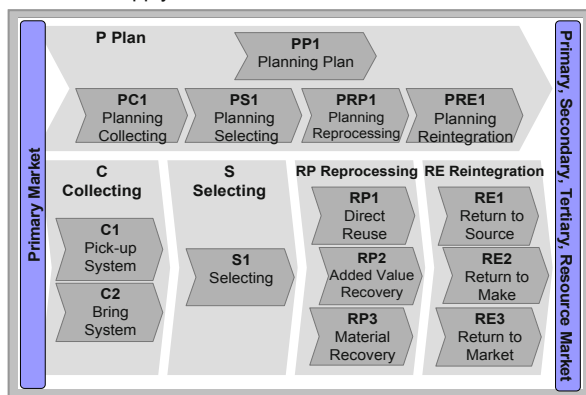 P Plan
PP1
Planning Plan
PC1
Planning
Collecting
PS1
Planning
Selecting
PRP1
Planning
Reprocessing
PRE1
Planning
Reintegration
Primary Market
C
Collecting
C1
Pick-up
System
C2
Bring
System
S
Selecting
S1
Selecting
RP Reprocessing
RP1
Direct
Reuse
RP2
Added Value
Recovery
RP3
Material
Recovery
RE Reintegration
RE1
Return to
Source
RE2
Return to
Make
RE3
Return to
Market
Primary, Secondary, Tertiary, Resource Market